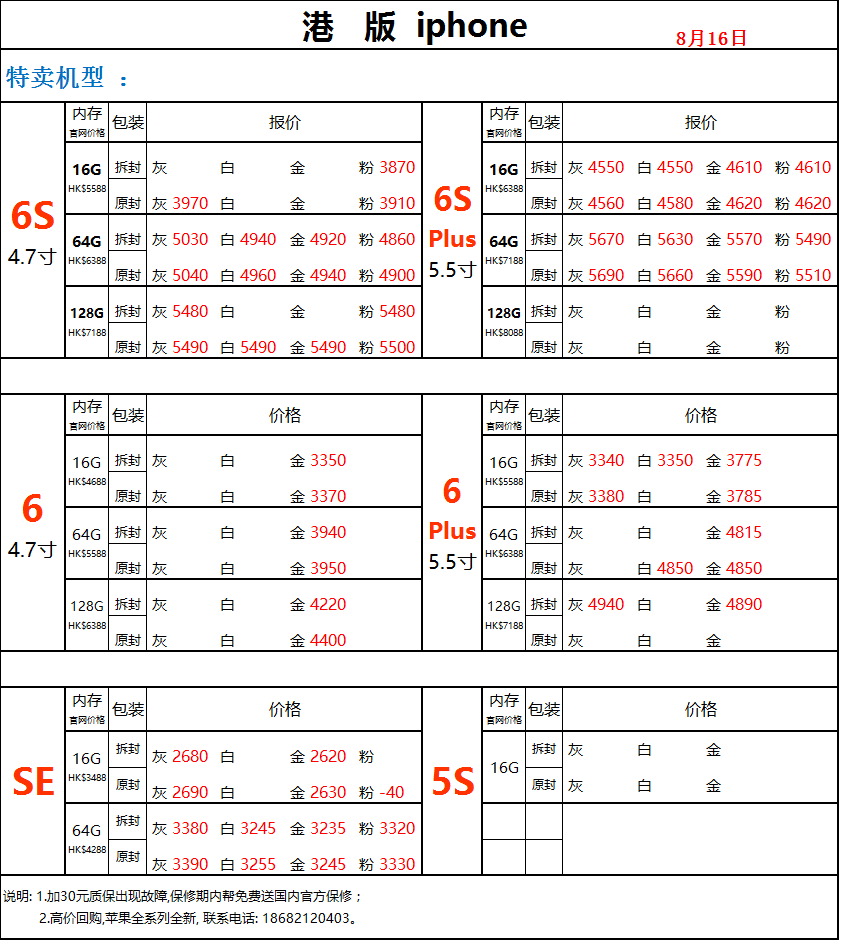 港 版 iphone
8月16日
特卖机型 ：
6S
4.7寸
内存
官网价格
包装
报价
16G
HK$5588
拆封 灰 白 金 粉 3870
原封 灰 3970 白 金 粉 3910
64G
HK$6388
拆封 灰 5030 白 4940 金 4920 粉 4860
原封 灰 5040 白 4960 金 4940 粉 4900
128G
HK$7188
拆封 灰 5480 白 金 粉 5480
原封 灰 5490 白 5490 金 5490 粉 5500
6S
Plus
5.5寸
内存
官网价格
包装
报价
16G
HK$6388
拆封 灰 4550 白 4550 金 4610 粉 4610
原封 灰 4560 白 4580 金 4620 粉 4620
64G
HK$7188
拆封 灰 5670 白 5630 金 5570 粉 5490
原封 灰 5690 白 5660 金 5590 粉 5510
128G
HK$8088
拆封 灰 白 金 粉
原封 灰 白 金 粉
6
4.7寸
内存
官网价格
包装
价格
16G
HK$4688
拆封 灰 白 金 3350
原封 灰 白 金 3370
64G
HK$5588
拆封 灰 白 金 3940
原封 灰 白 金 3950
128G
HK$6388
拆封 灰 白 金 4220
原封 灰 白 金 4400
6
Plus
5.5寸
内存
官网价格
包装
价格
16G
HK$5588
拆封 灰 3340 白 3350 金 3775
原封 灰 3380 白 金 3785
64G
HK$6388
拆封 灰 白 金 4815
原封 灰 白 4850 金 4850
128G
HK$7188
拆封 灰 4940 白 金 4890
原封 灰 白 金
SE
内存
官网价格
包装
价格
16G
HK$3488
拆封 灰 2680 白 金 2620 粉
原封 灰 2690 白 金 2630 粉 -40
64G
HK$4288
拆封 灰 3380 白 3245 金 3235 粉 3320
原封 灰 3390 白 3255 金 3245 粉 3330
5S
内存
官网价格
包装
价格
16G
拆封 灰 白 金
原封 灰 白 金
说明: 1.加30元质保出现故障,保修期内帮免费送国内官方保修；
2.高价回购,苹果全系列全新, 联系电话: 18682120403。